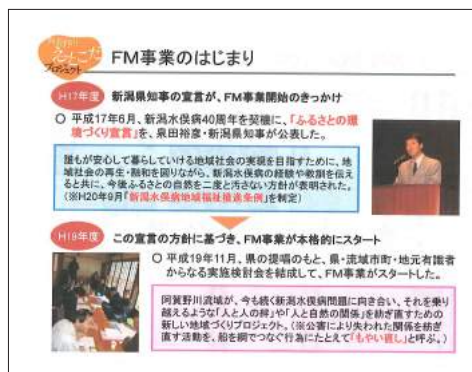 プロジェクト
FM事業のはじまり
H17年度
新潟県知事の宣言が、FM事業開始のきっかけ
○ 平成17年6月、新潟水俣病40周年を契機に、「ふるさとの環
境づくり宣言」を、泉田裕彦・新潟県知事が公表した。
誰もが安心して暮らしていける地域社会の実現を目指すために、地
域社会の再生・融和を図りながら、新潟水俣病の経験や教訓を伝え
ると共に、今後ふるさとの自然を二度と汚さない方針が表明された。
(※H20年9月「新潟水俣病地域福祉推進条例」を制定)
H19年度
この宣言の方針に基づき、FM事業が本格的にスタート
○ 平成19年11月、県の提唱のもと、県・流域市町・地元有識者
からなる実施検討会を結成して、FM事業がスタートした。
阿賀野川流域が、今も続く新潟水俣病問題に向き合い、それを乗り
越えるような「人と人の絆」や「人と自然の関係」を紡ぎ直すための
新しい地域づくりプロジェクト。(※公害により失われた関係を紡ぎ
直す活動を、船を綱でつなぐ行為にたとえて「もやい直し」と呼ぶ。)